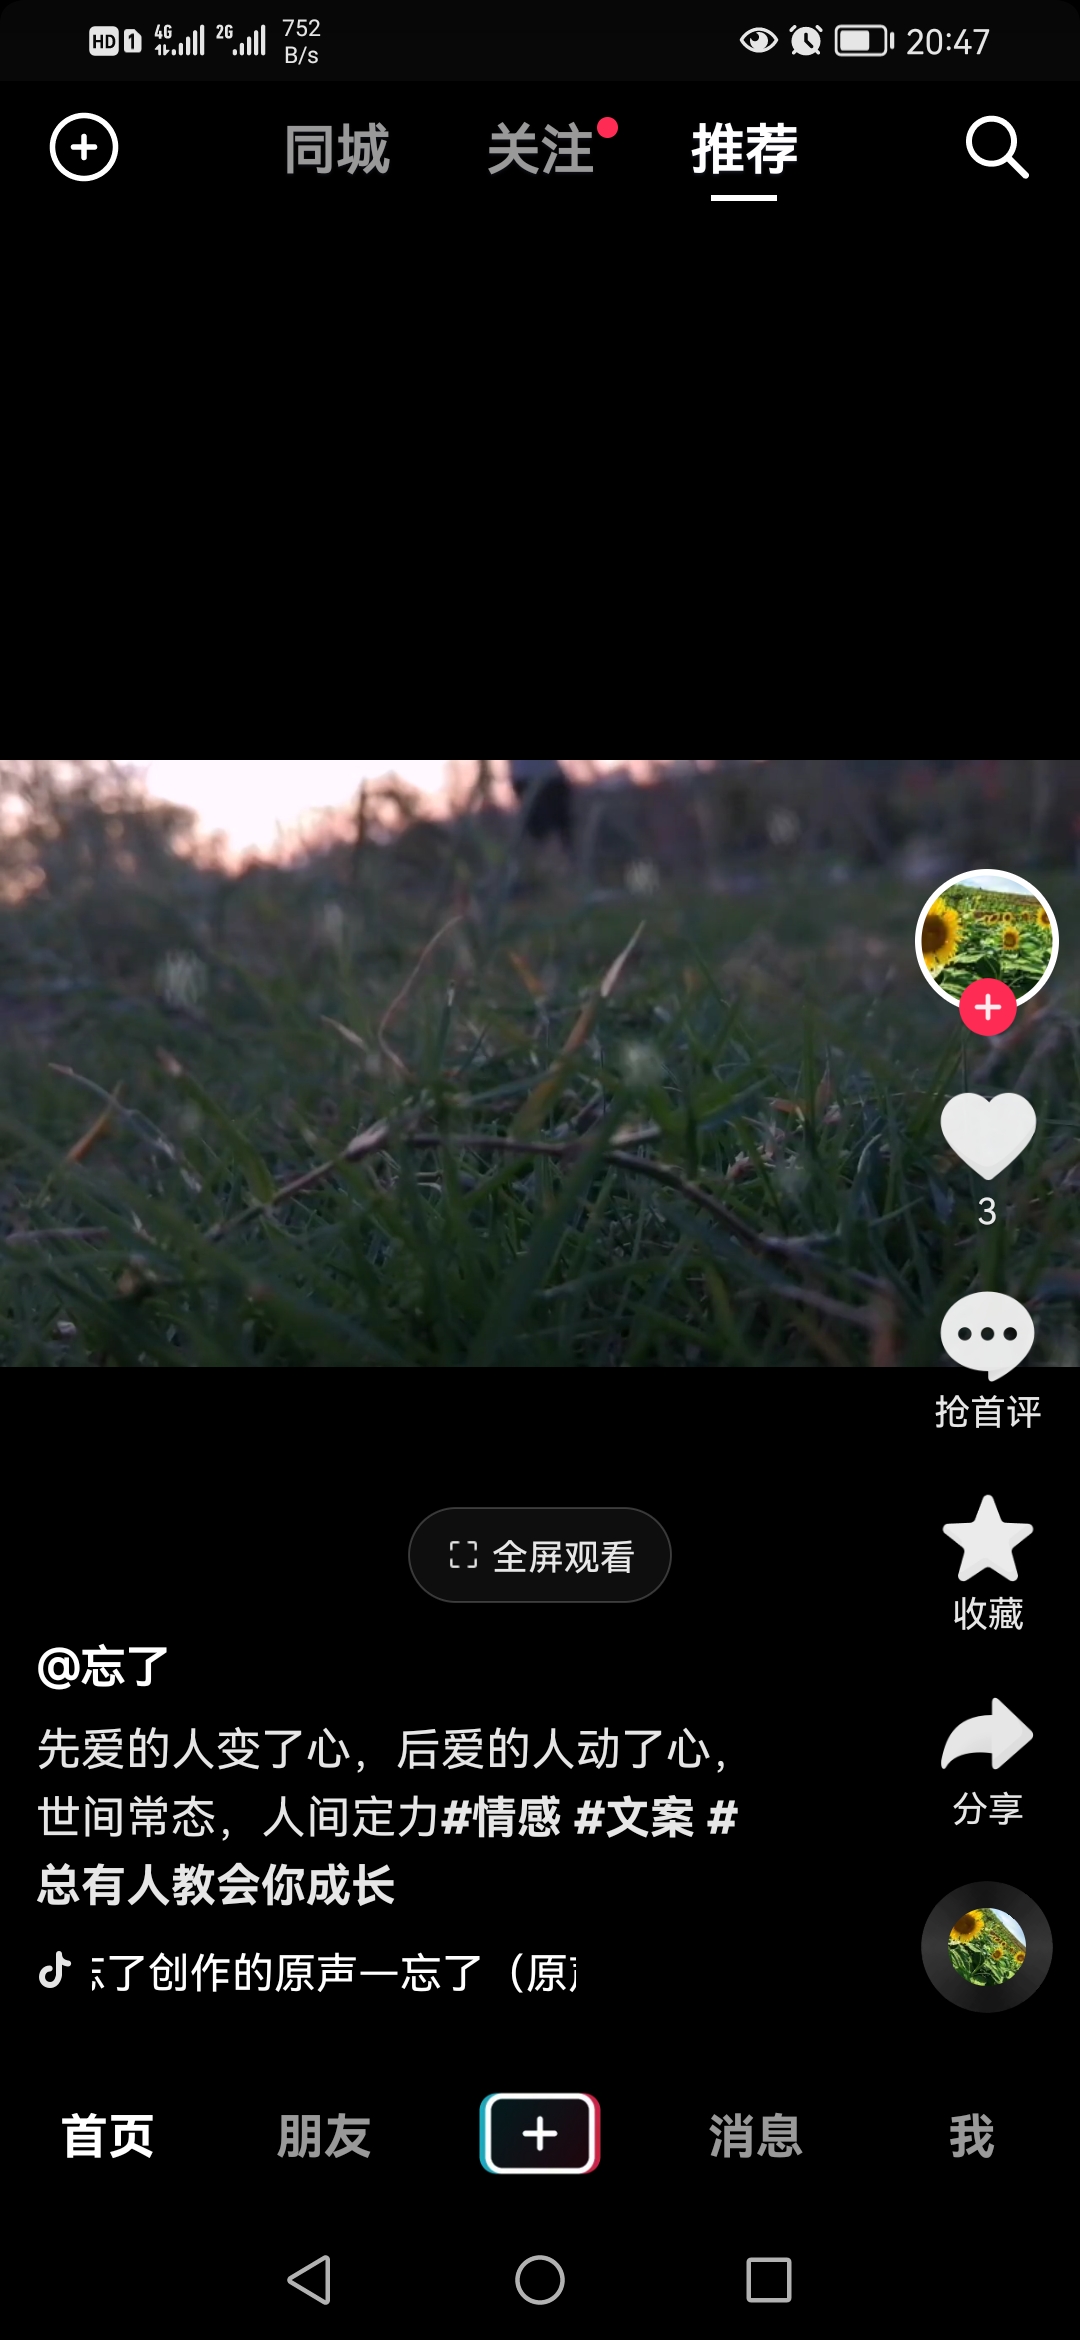 HD 1 4G 2G 752 B/s 20:47
同城 关注 推荐
3
抢首评
全屏观看
收藏
@忘了
先爱的人变了心，后爱的人动了心，
世间常态，人间定力#情感 #文案 #
总有人教会你成长
分享
忘了创作的原声一忘了（原
首页 朋友 消息 我